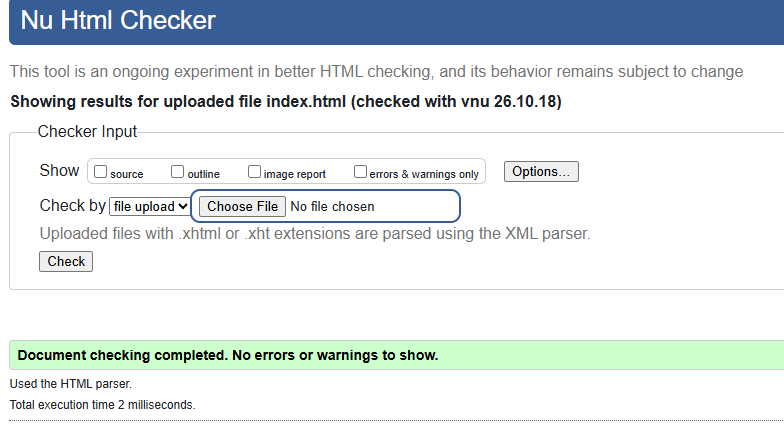 Nu Html Checker
This tool is an ongoing experiment in better HTML checking, and its behavior remains subject to change
Showing results for uploaded file index.html (checked with vnu 26.10.18)
Checker Input
Show source outline image report errors & warnings only Options...
Check by file upload Choose File No file chosen
Uploaded files with .xhtml or .xht extensions are parsed using the XML parser.
Check
Document checking completed. No errors or warnings to show.
Used the HTML parser.
Total execution time 2 milliseconds.